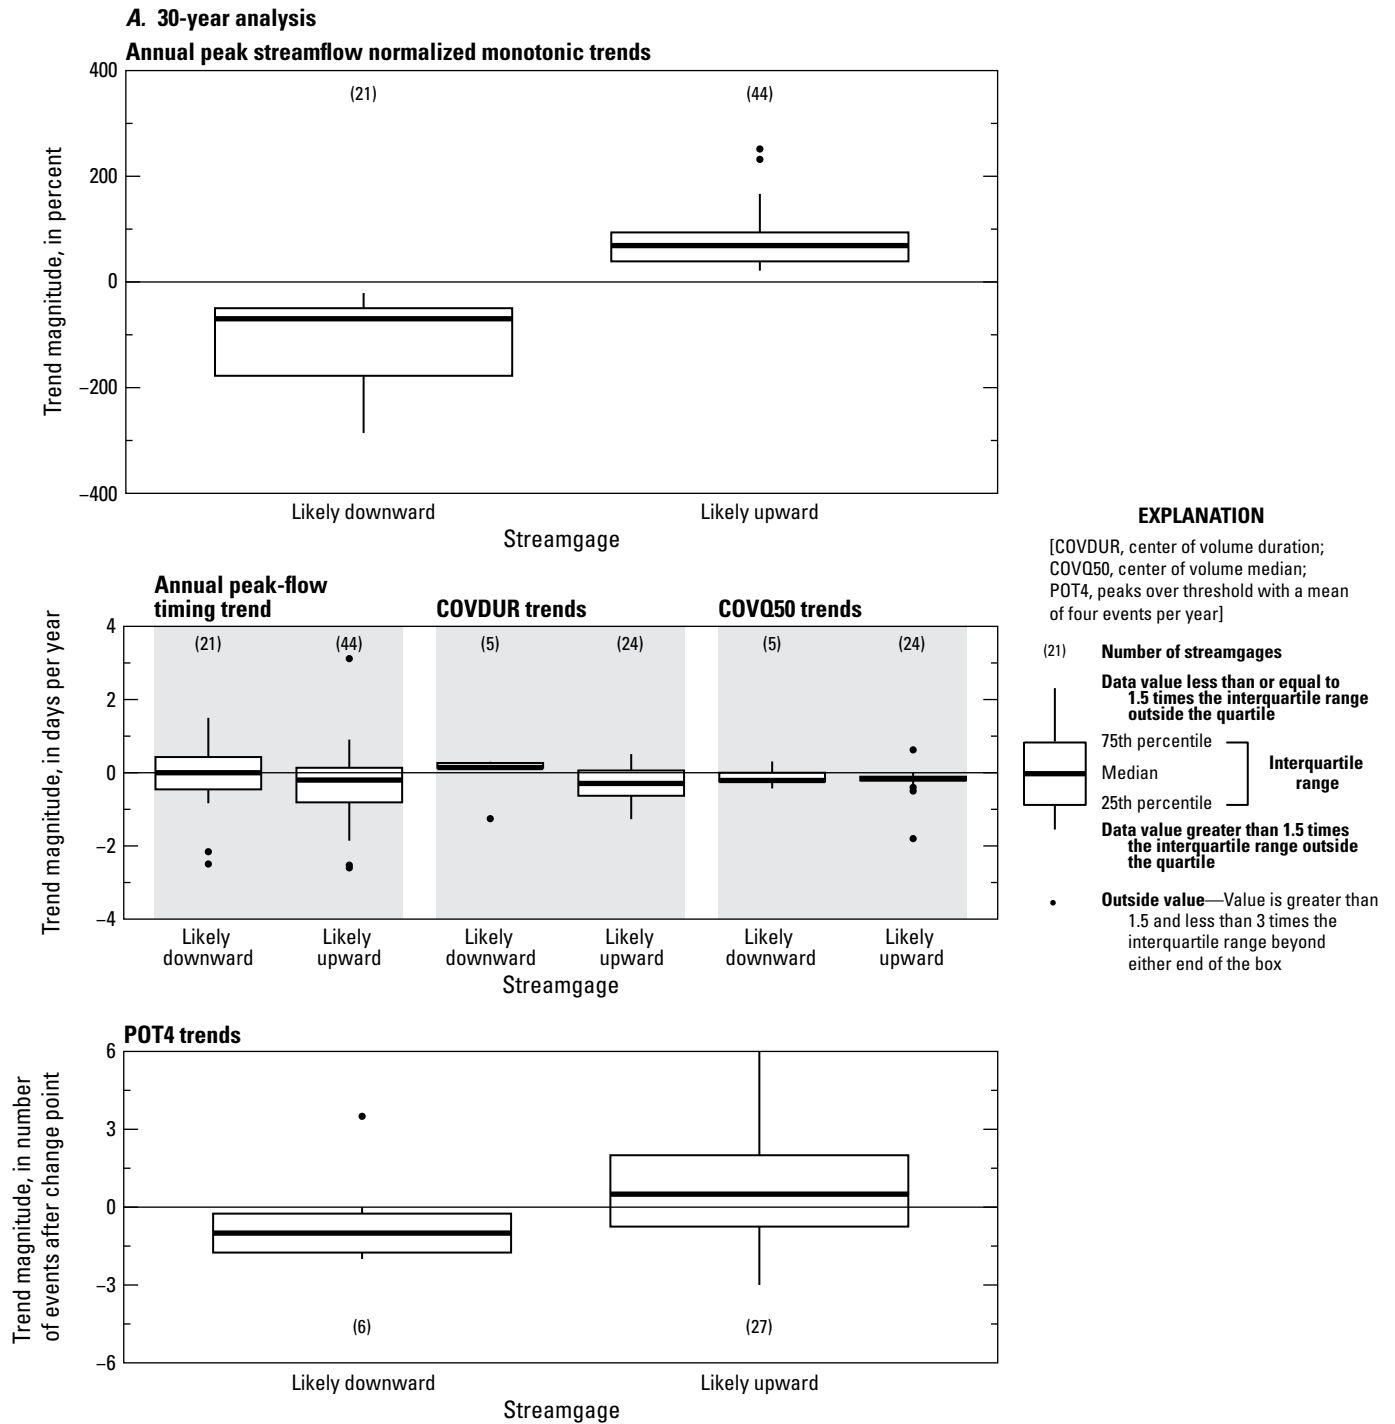 A. 30-year analysis
Annual peak streamflow normalized monotonic trends
400
200
0
−200
−400
Trend magnitude, in percent
(21)
(44)
Likely downward
Likely upward
Streamgage
Annual peak-flow
timing trend
COVDUR trends
COVQ50 trends
4
2
0
−2
−4
Trend magnitude, in days per year
(21)
(44)
(5)
(24)
(5)
(24)
Likely
downward
Likely
upward
Likely
downward
Likely
upward
Likely
downward
Likely
upward
Streamgage
POT4 trends
6
3
0
−3
−6
Trend magnitude, in number
of events after change point
(6)
(27)
Likely downward
Likely upward
Streamgage
EXPLANATION
[COVDUR, center of volume duration;
COVQ50, center of volume median;
POT4, peaks over threshold with a mean
of four events per year]
(21) Number of streamgages
Data value less than or equal to
1.5 times the interquartile range
outside the quartile
75th percentile
Median
25th percentile
Interquartile
range
Data value greater than 1.5 times
the interquartile range outside
the quartile
Outside value—Value is greater than
1.5 and less than 3 times the
interquartile range beyond
either end of the box